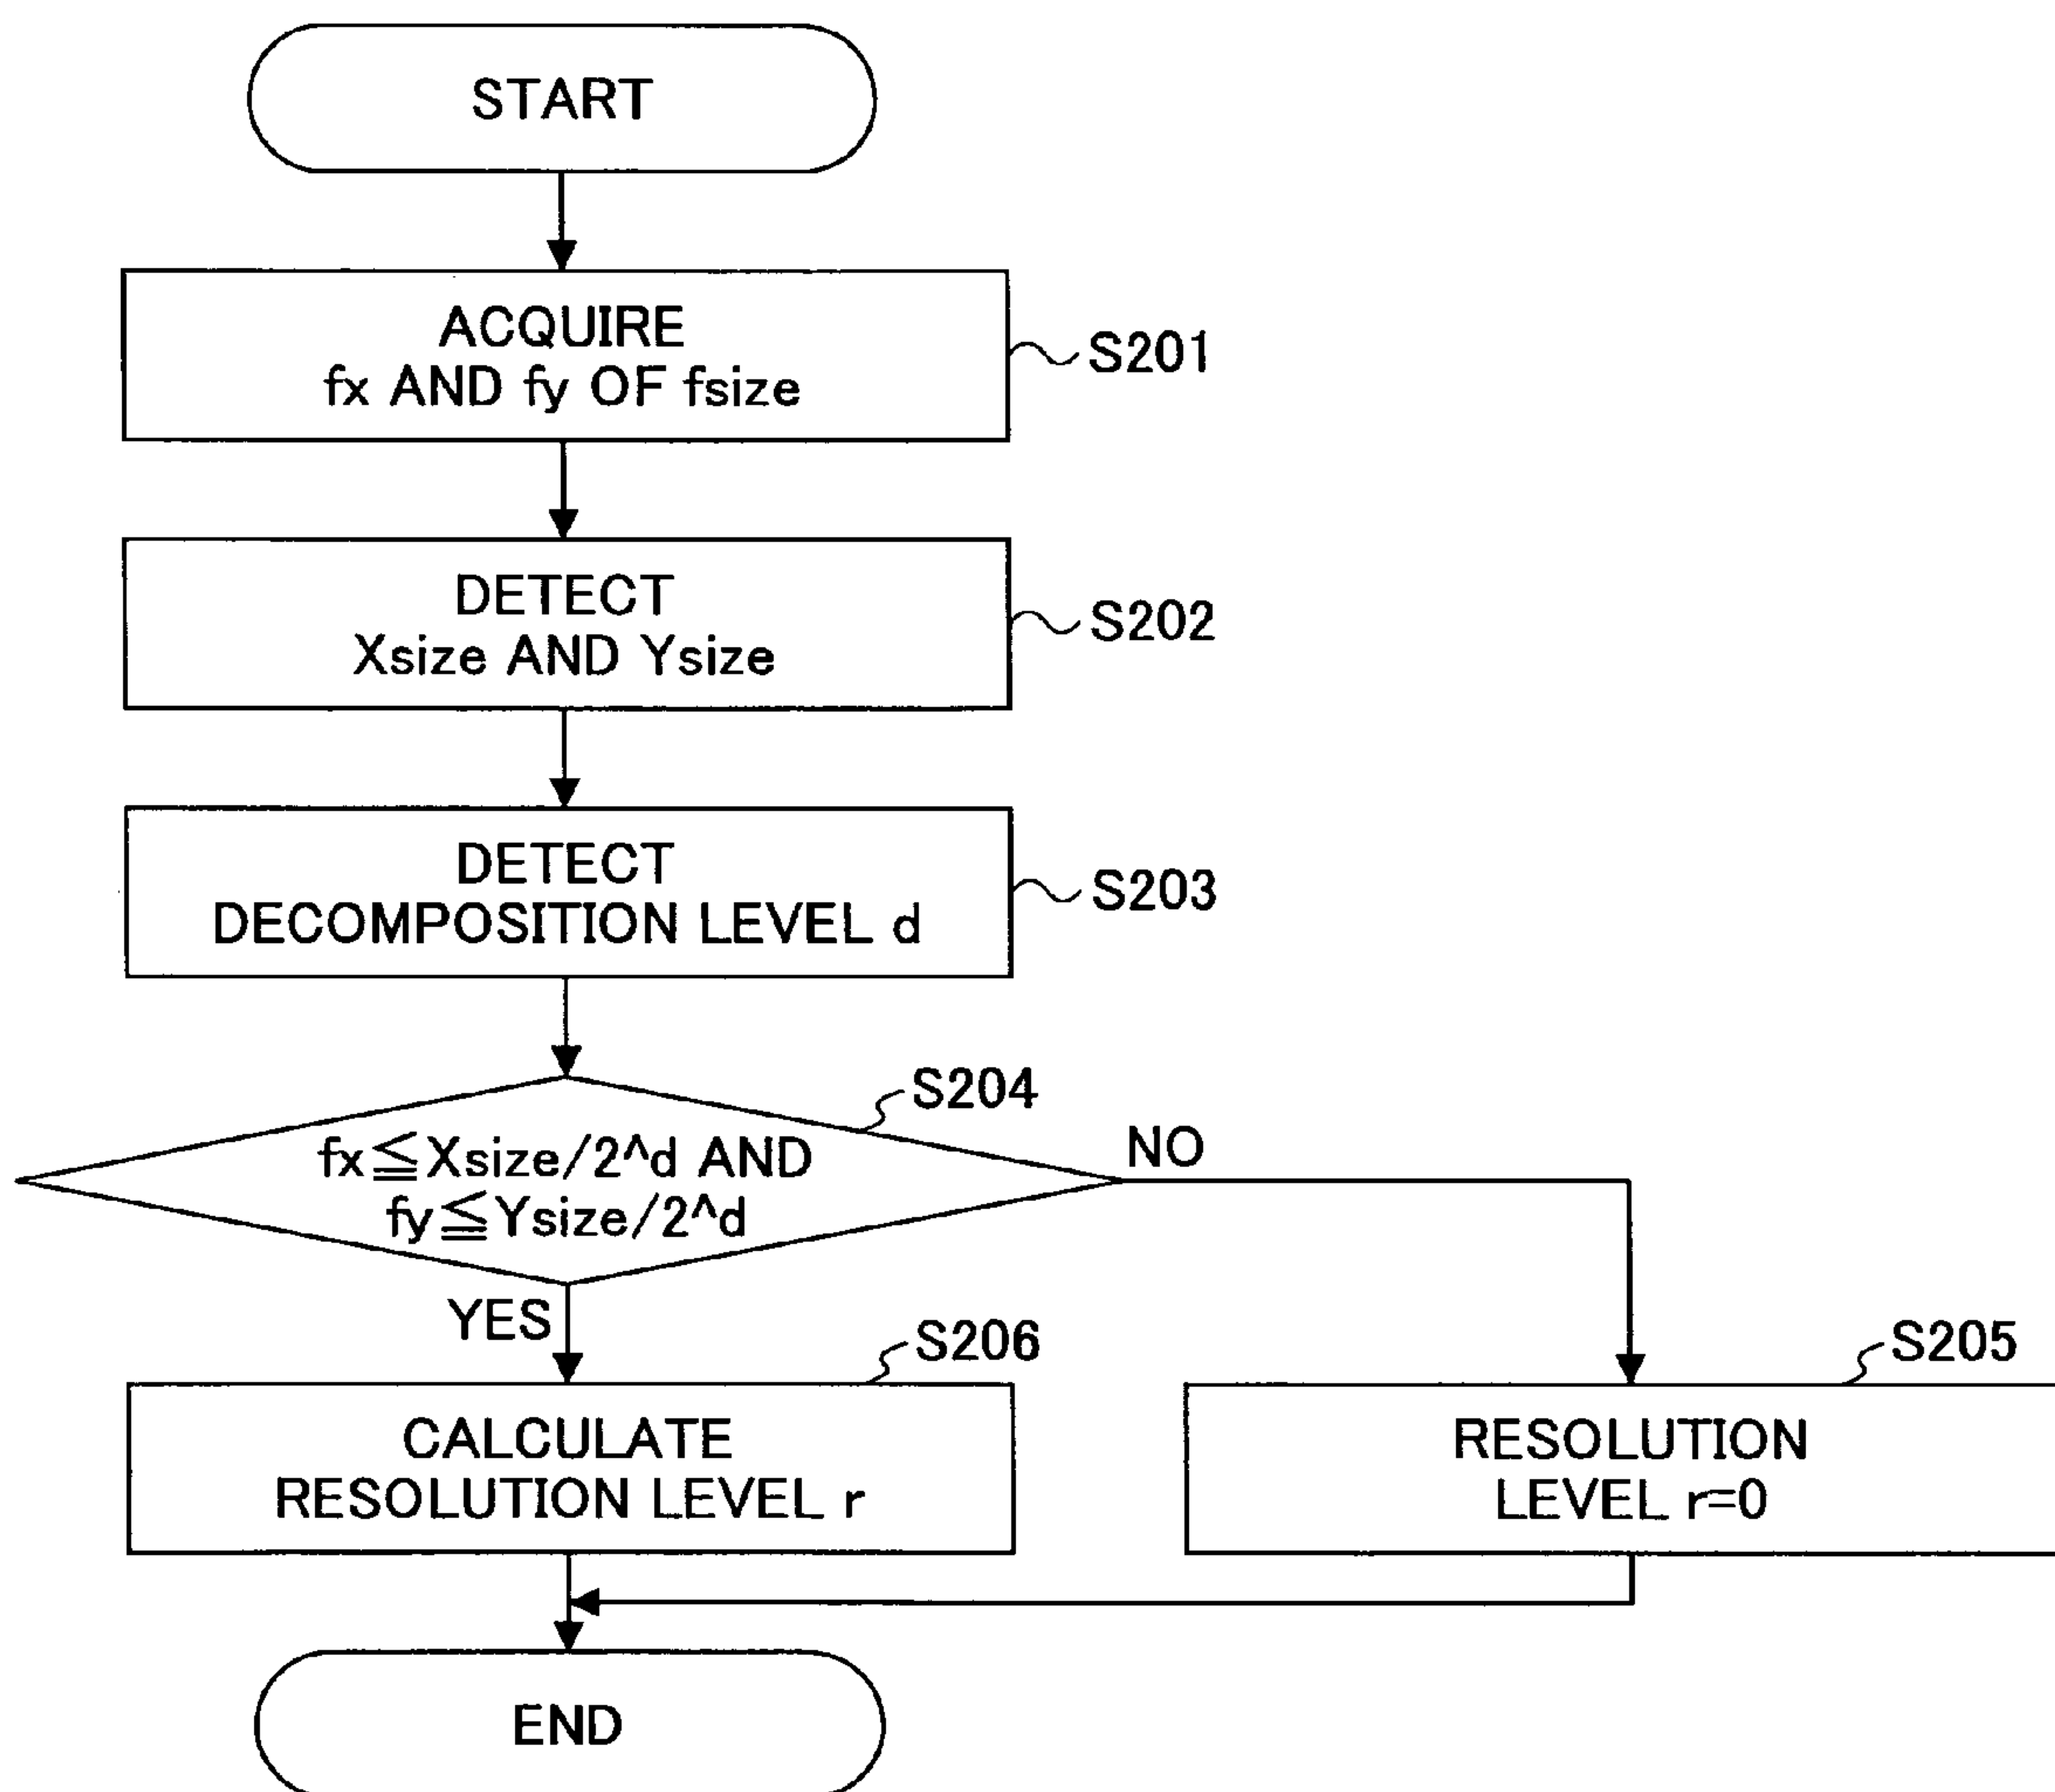 START
ACQUIRE
fx AND fy OF fsize
S201
DETECT
Xsize AND Ysize
S202
DETECT
DECOMPOSITION LEVEL d
S203
S204
fx≦Xsize/2^d AND
fy≦Ysize/2^d
NO
YES
S206
CALCULATE
RESOLUTION LEVEL r
S205
RESOLUTION
LEVEL r=0
END